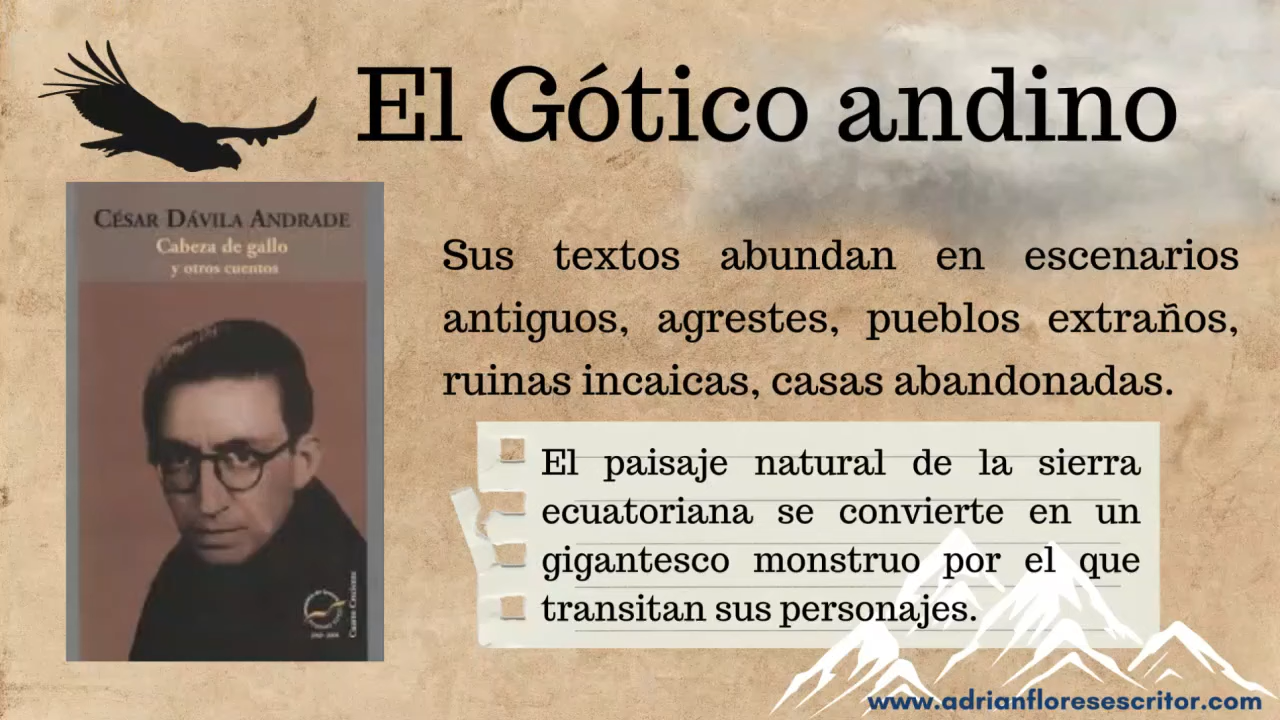 El Gótico andino
CÉSAR DÁVILA ANDRADE
Cabeza de gallo
y otros cuentos
Sus textos abundan en escenarios
antiguos, agrestes, pueblos extraños,
ruinas incaicas, casas abandonadas.
El paisaje natural de la sierra
ecuatoriana se convierte en un
gigantesco monstruo por el que
transitan sus personajes.
www.adrianfloresescritor.com